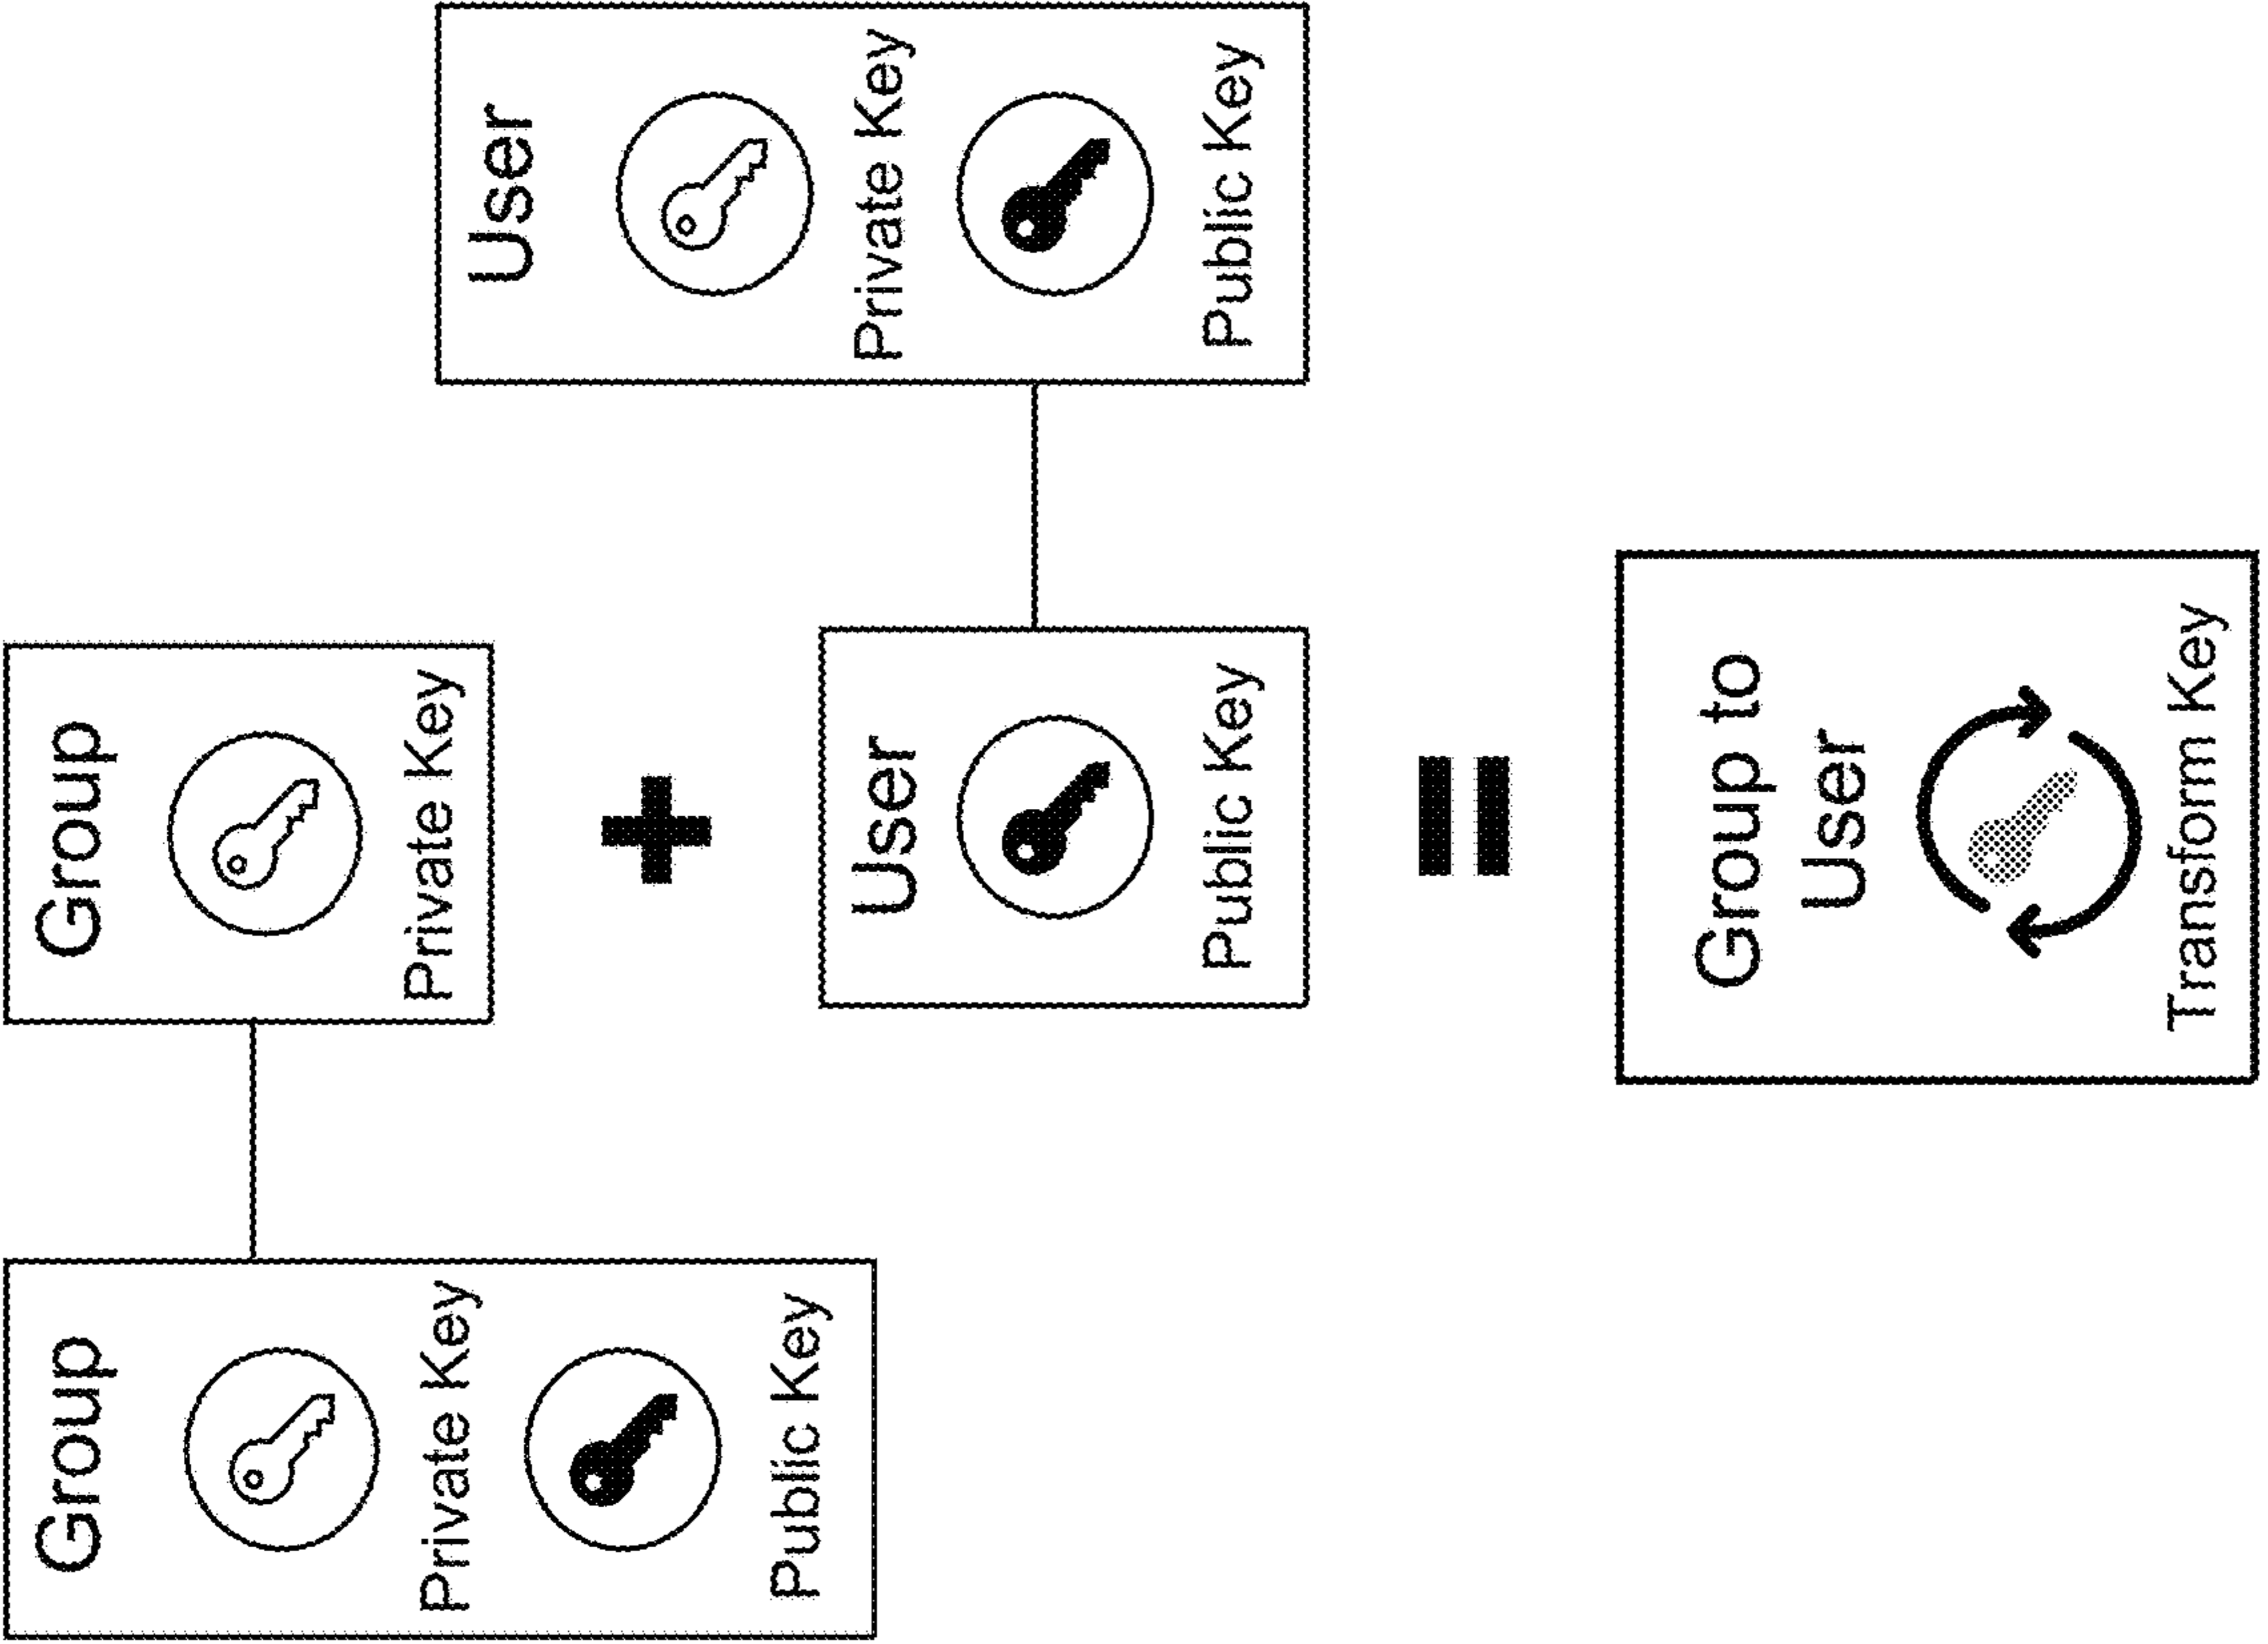 Group
Private Key
Public Key
Group
Private Key
+
User
Public Key
=
Group to
User
Transform Key
User
Private Key
Public Key